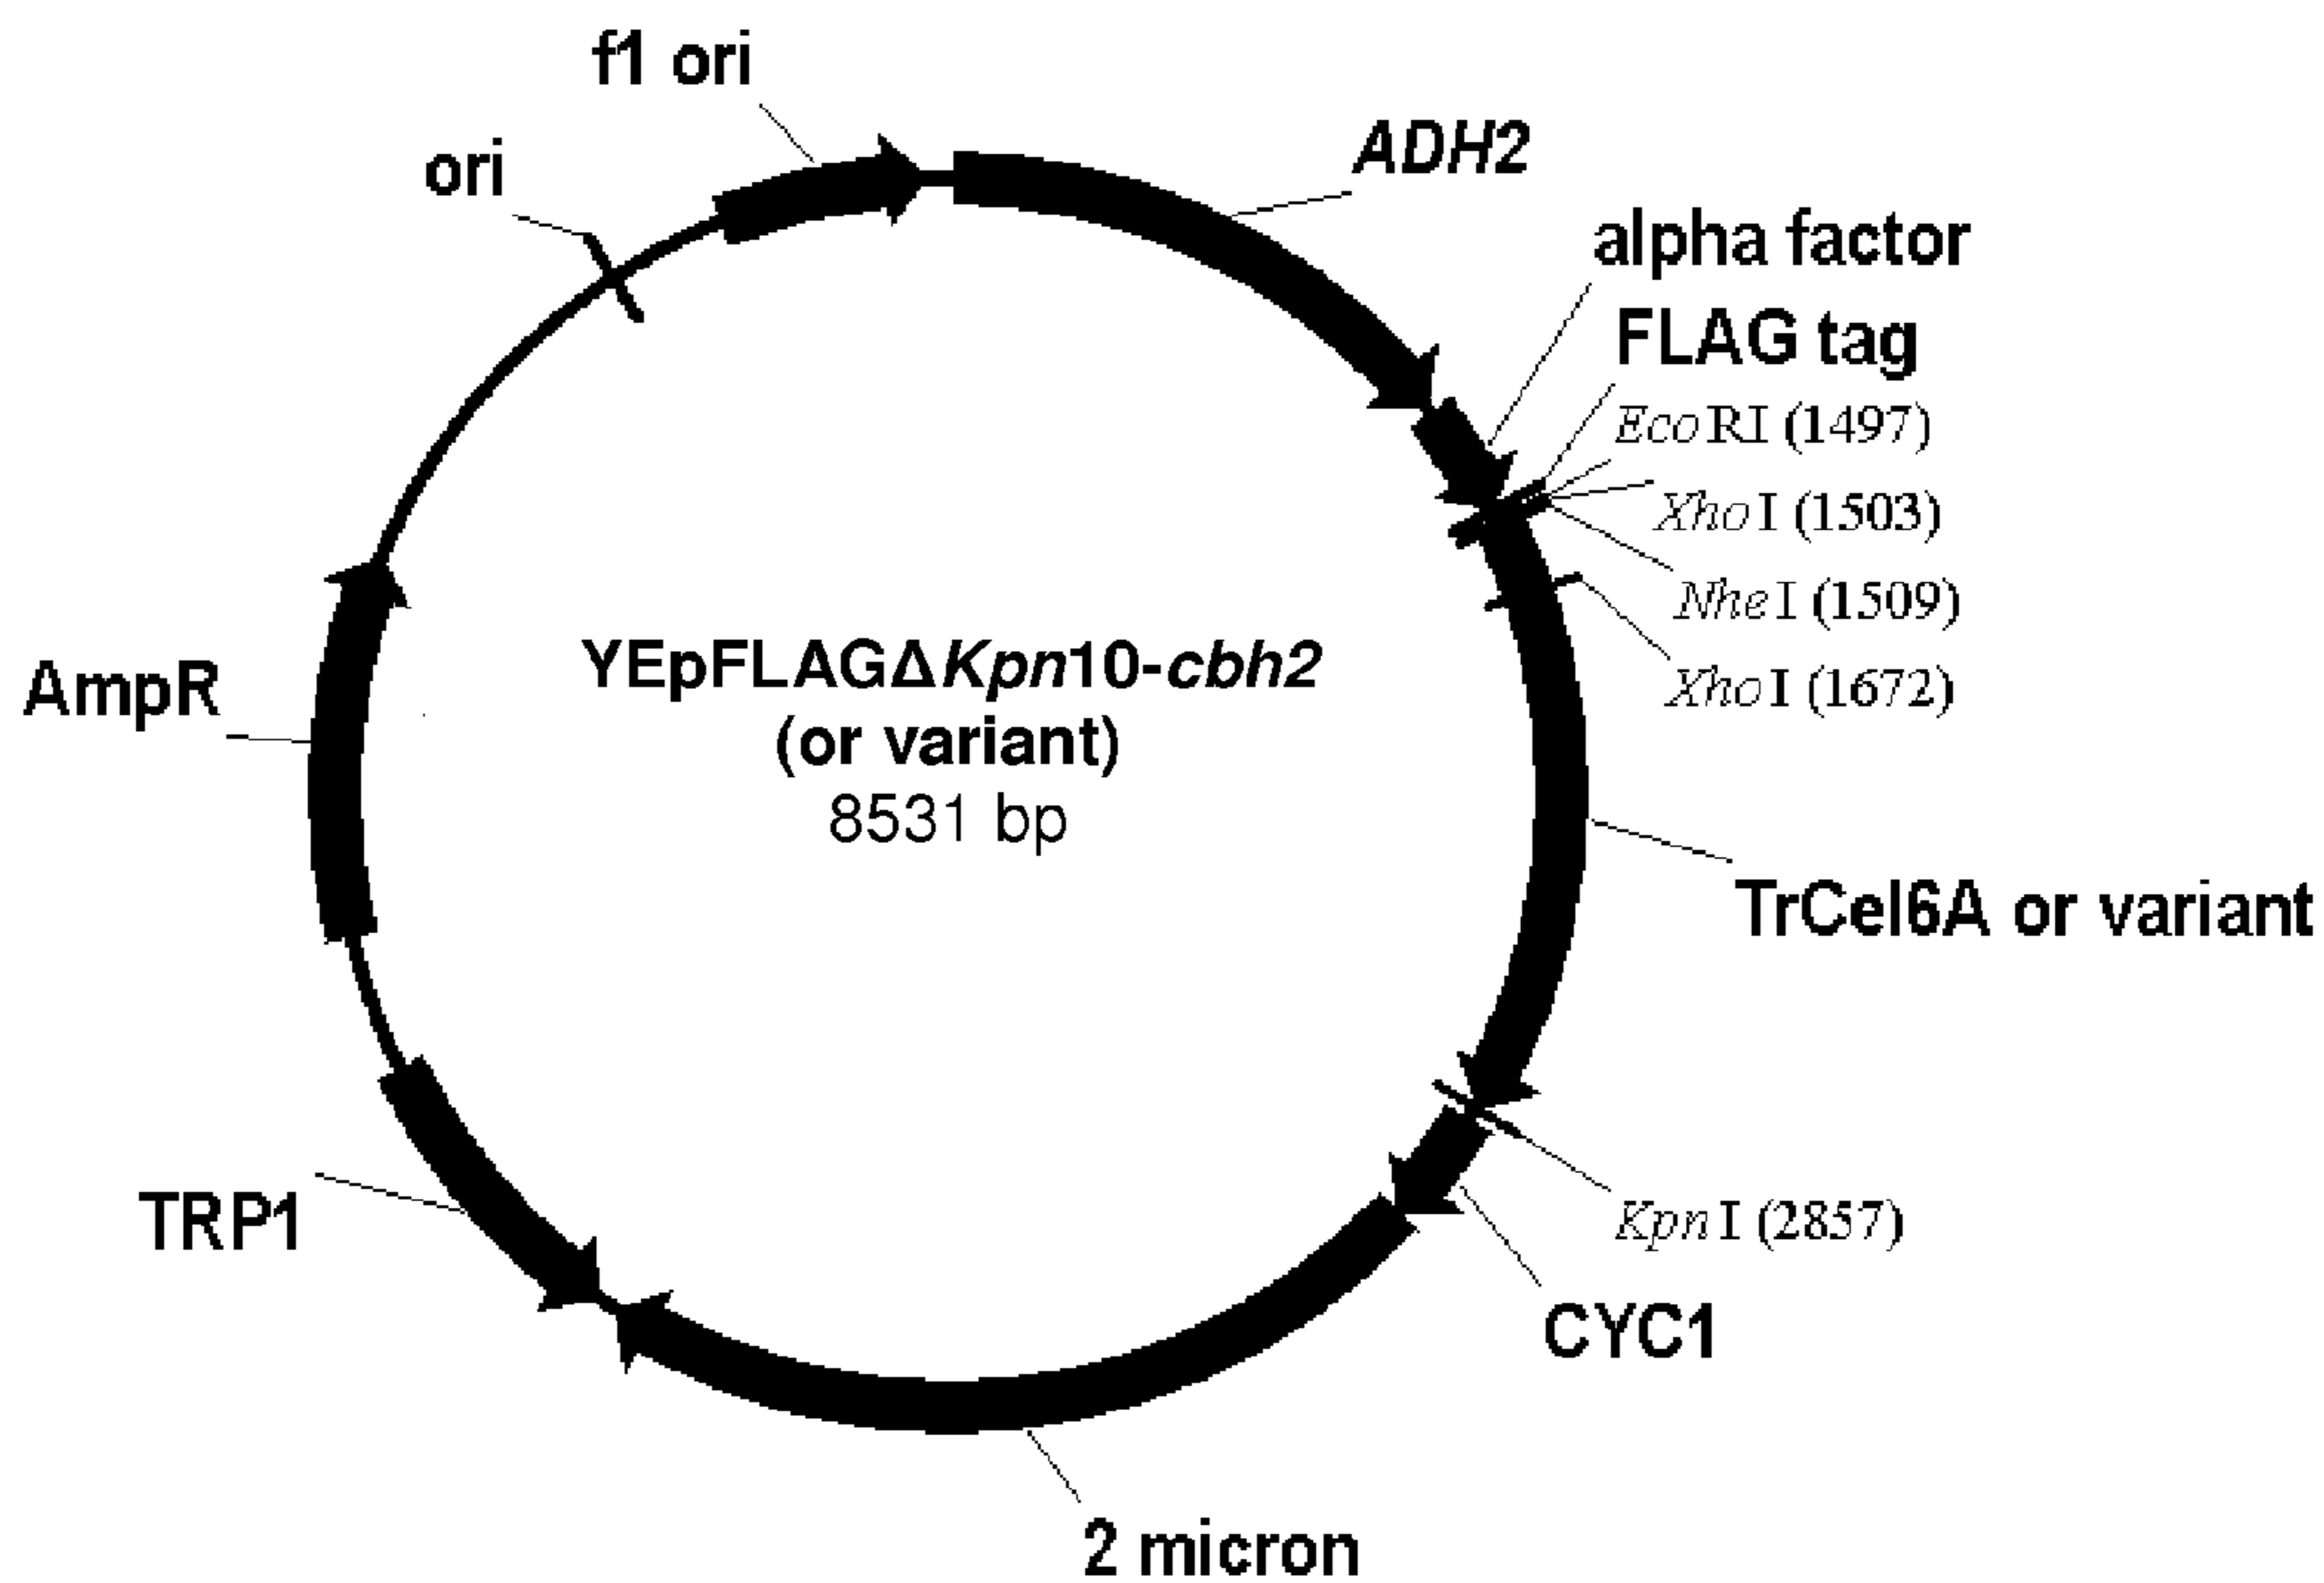 f1 ori
ori
ADH2
alpha factor
FLAG tag
EcoRI (1497)
XhoI (1503)
NheI (1509)
XhoI (1672)
YEpFLAGΔKpn10-cbh2
(or variant)
8531 bp
AmpR
TrCel6A or variant
TRP1
KpnI (2857)
CYC1
2 micron